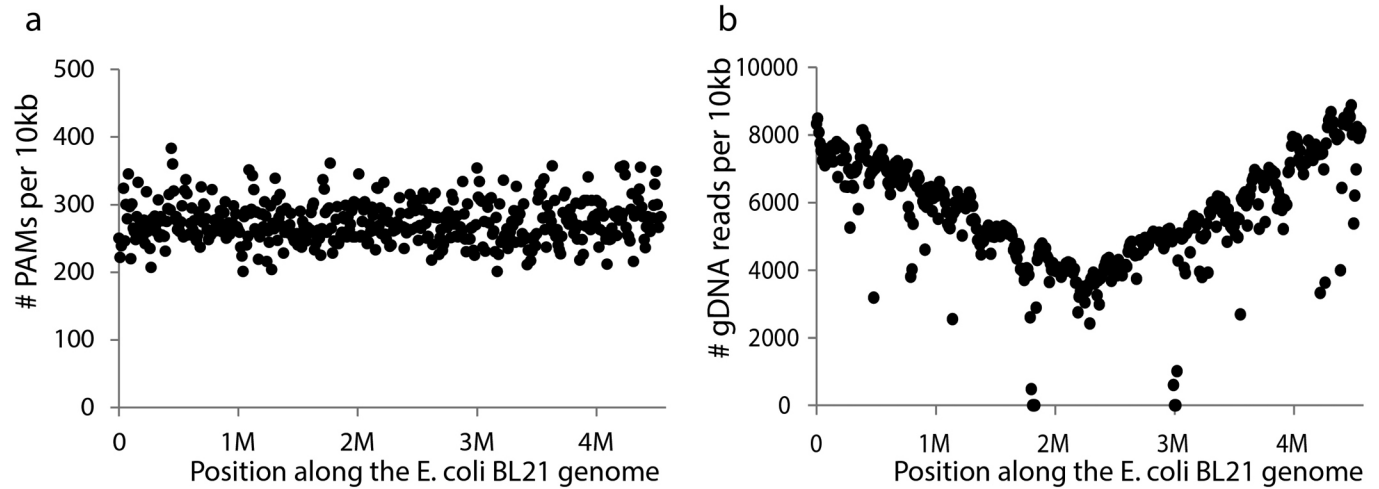 a
# PAMs per 10kb
500
400
300
200
100
0
0 1M 2M 3M 4M
Position along the E. coli BL21 genome
b
# gDNA reads per 10kb
10000
8000
6000
4000
2000
0
0 1M 2M 3M 4M
Position along the E. coli BL21 genome